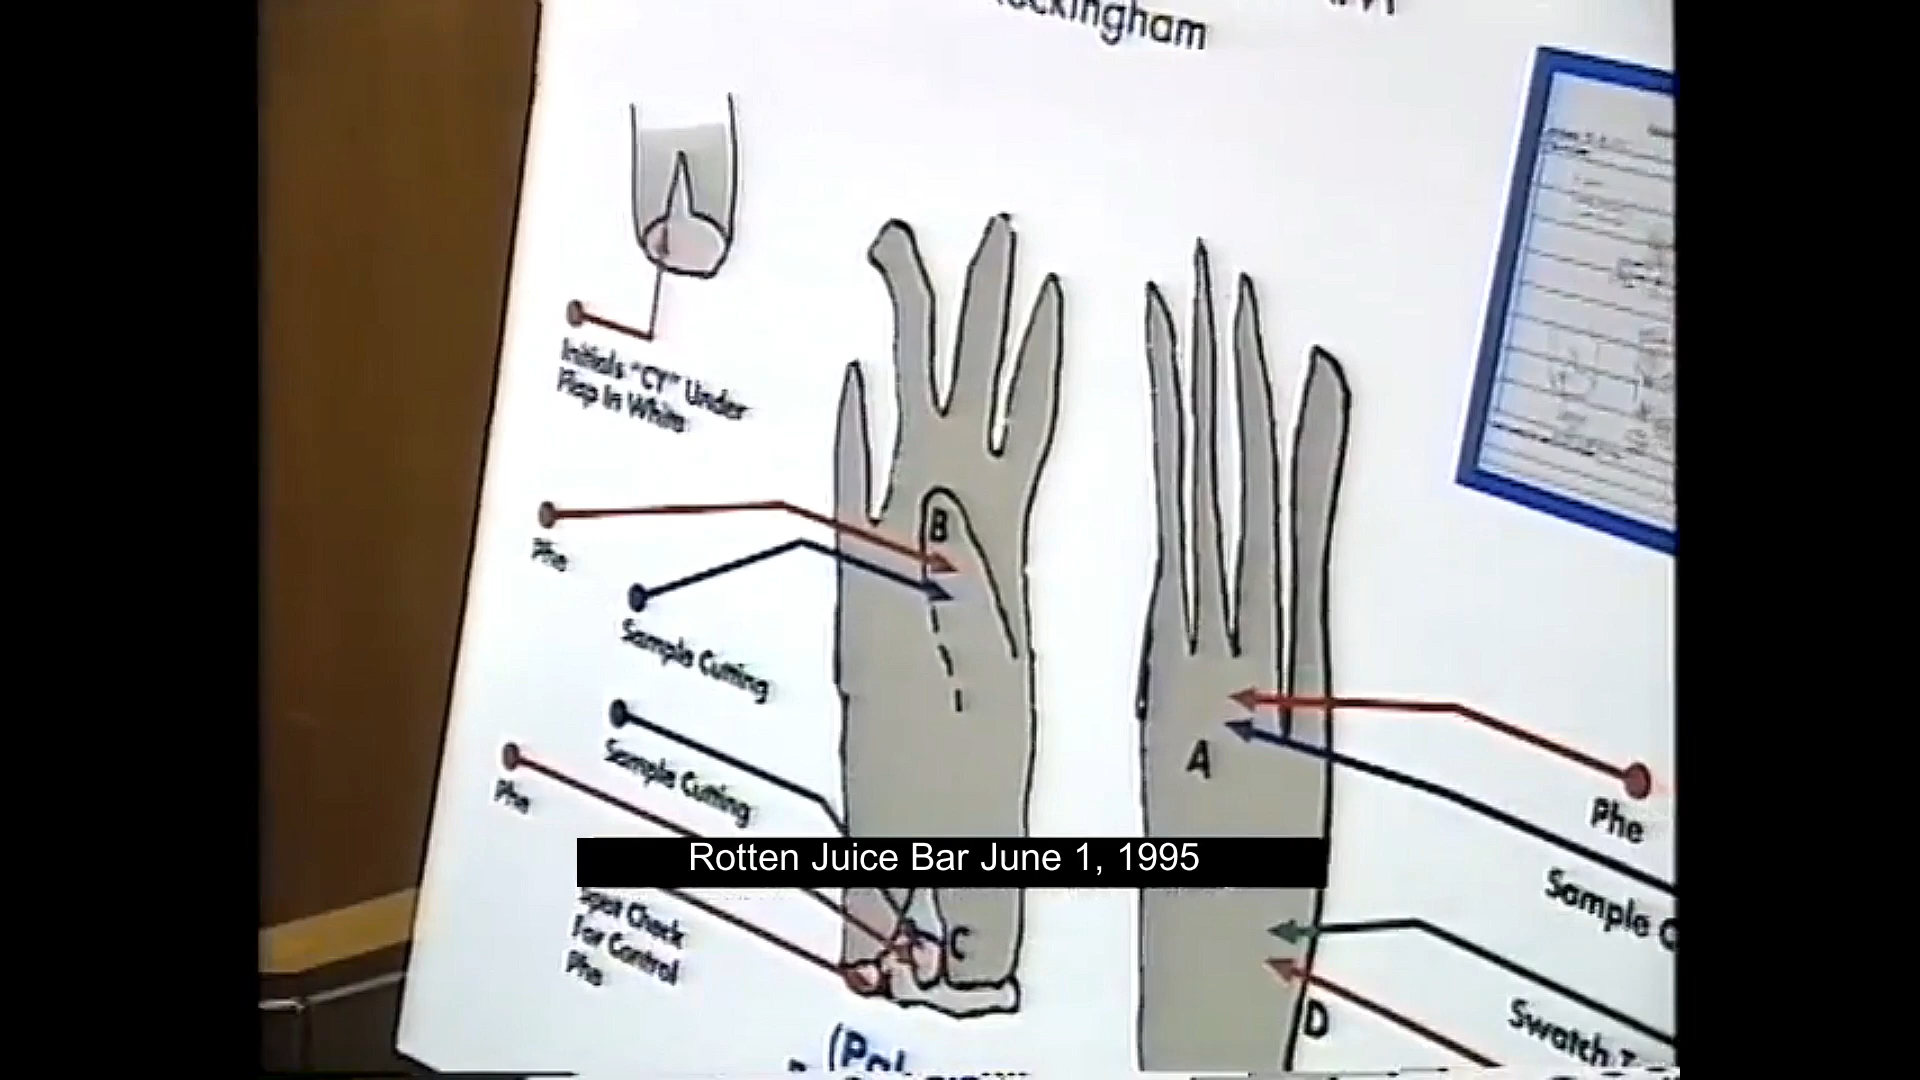 Rockingham
Initials "CY" Under
Flap In White
B
Phe
Sample Cutting
Sample Cutting
Phe
A
Phe
Rotten Juice Bar June 1, 1995
Sample
Spot Check
For Control
Phe
C
D
Swatch